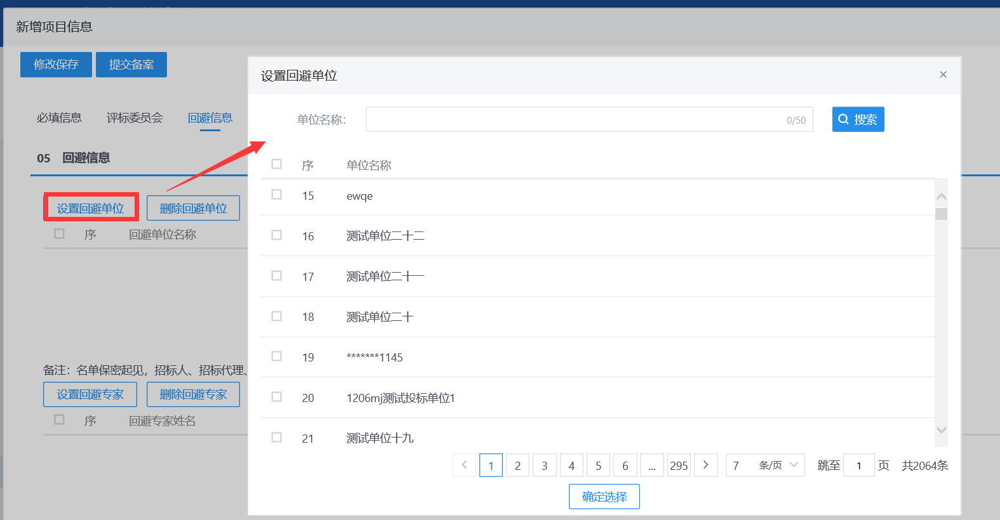 新增项目信息
修改保存 提交备案
必填信息 评标委员会 回避信息
05 回避信息
设置回避单位 删除回避单位
序 回避单位名称
备注：名单保密起见，招标人、招标代理、
设置回避专家 删除回避专家
序 回避专家姓名
设置回避单位 ×
单位名称： 0/50 搜索
序 单位名称
15 ewqe
16 测试单位二十二
17 测试单位二十一
18 测试单位二十
19 *******1145
20 1206mj测试投标单位1
21 测试单位十九
< 1 2 3 4 5 6 ... 295 > 7 条/页 跳至 1 页 共2064条
确定选择